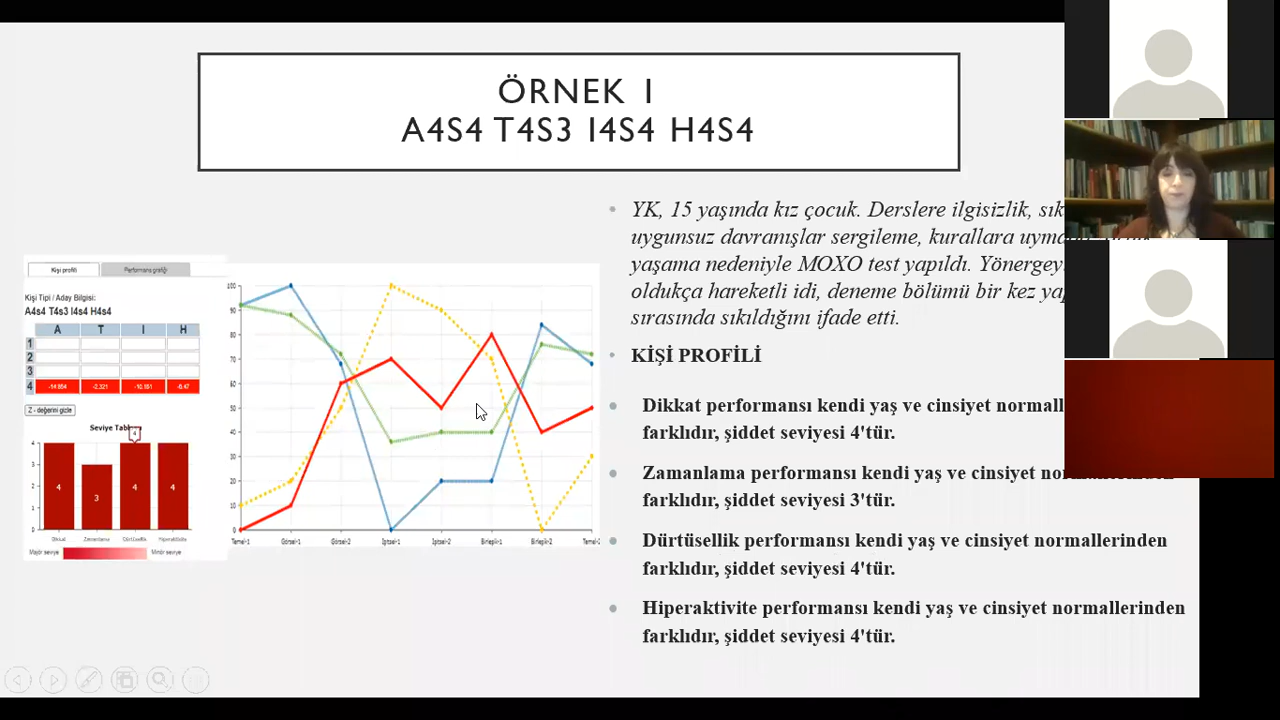 ÖRNEK 1
A4S4 T4S3 I4S4 H4S4
YK, 15 yaşında kız çocuk. Derslere ilgisizlik,
uygunsuz davranışlar sergileme, kurallara
yaşama nedeniyle MOXO test yapıldı.
oldukça hareketli idi, deneme bölümü bir kez
sırasında sıkıldığını ifade etti.
KİŞİ PROFİLİ
Dikkat performansı kendi yaş ve cinsiyet
farklıdır, şiddet seviyesi 4'tür.
Zamanlama performansı kendi yaş ve cinsiyet
farklıdır, şiddet seviyesi 3'tür.
Dürtüsellik performansı kendi yaş ve cinsiyet normallerinden
farklıdır, şiddet seviyesi 4'tür.
Hiperaktivite performansı kendi yaş ve cinsiyet normallerinden
farklıdır, şiddet seviyesi 4'tür.
Kişi profili Performans grafiği
Kişi Tipi / Aday Bilgisi:
A4s4 T4s3 I4s4 H4s4
A T I H
1
2
3
4 -2.321
Z - değerini gizle
Seviye
4
4 3 4 4
4
3
2
1
0
Dikkat Zamanlama Dürtüsellik Hiperaktivite
Majör seviye Minör seviye
100
90
80
70
60
50
40
30
20
10
0
Temel-1 Görsel-1 Görsel-2 İşitsel-1 İşitsel-2 Birleşik-1 Birleşik-2